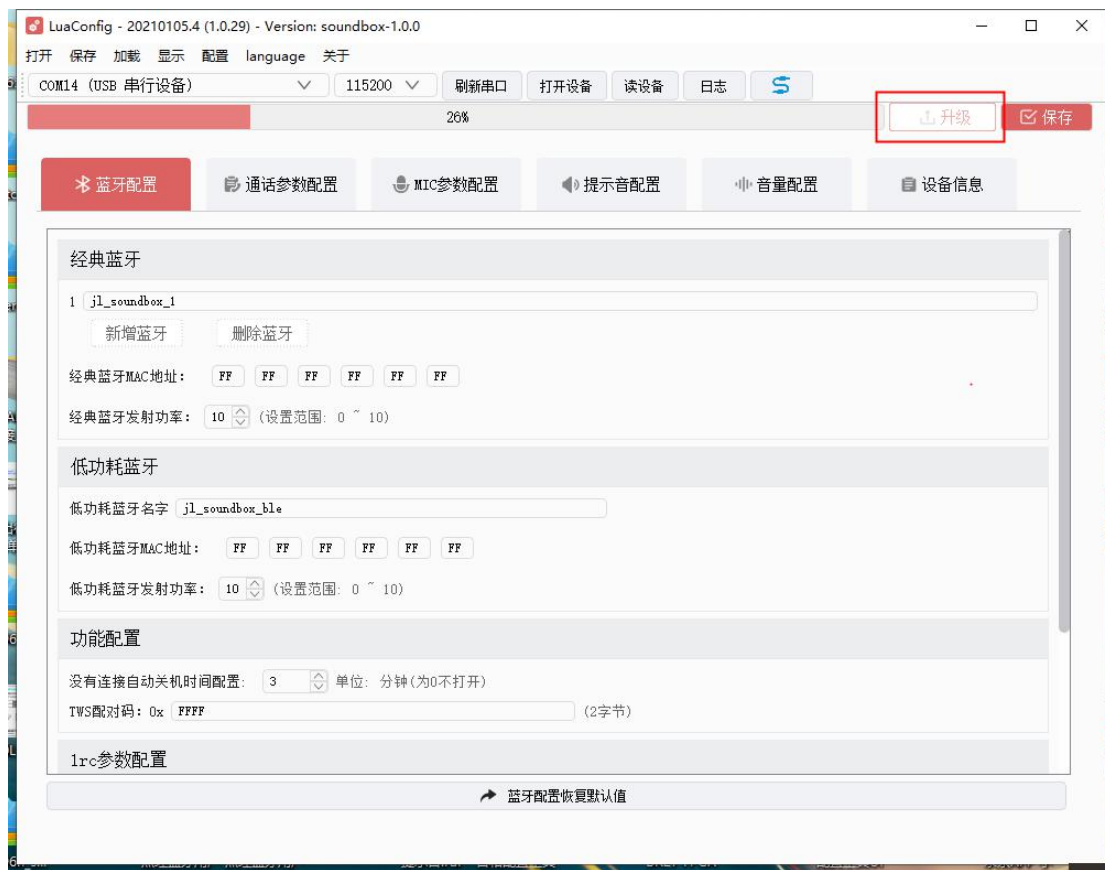 LuaConfig - 20210105.4 (1.0.29) - Version: soundbox-1.0.0
打开 保存 加载 显示 配置 language 关于
COM14 (USB 串行设备) 115200 刷新串口 打开设备 读设备 日志
26% 升级 保存
蓝牙配置 通话参数配置 MIC参数配置 提示音配置 音量配置 设备信息
经典蓝牙
1 jl_soundbox_1
新增蓝牙 删除蓝牙
经典蓝牙MAC地址: FF FF FF FF FF FF
经典蓝牙发射功率: 10 (设置范围: 0 ~ 10)
低功耗蓝牙
低功耗蓝牙名字 jl_soundbox_ble
低功耗蓝牙MAC地址: FF FF FF FF FF FF
低功耗蓝牙发射功率: 10 (设置范围: 0 ~ 10)
功能配置
没有连接自动关机时间配置: 3 单位: 分钟(为0不打开)
TWS配对码: 0x FFFF (2字节)
lrc参数配置
蓝牙配置恢复默认值